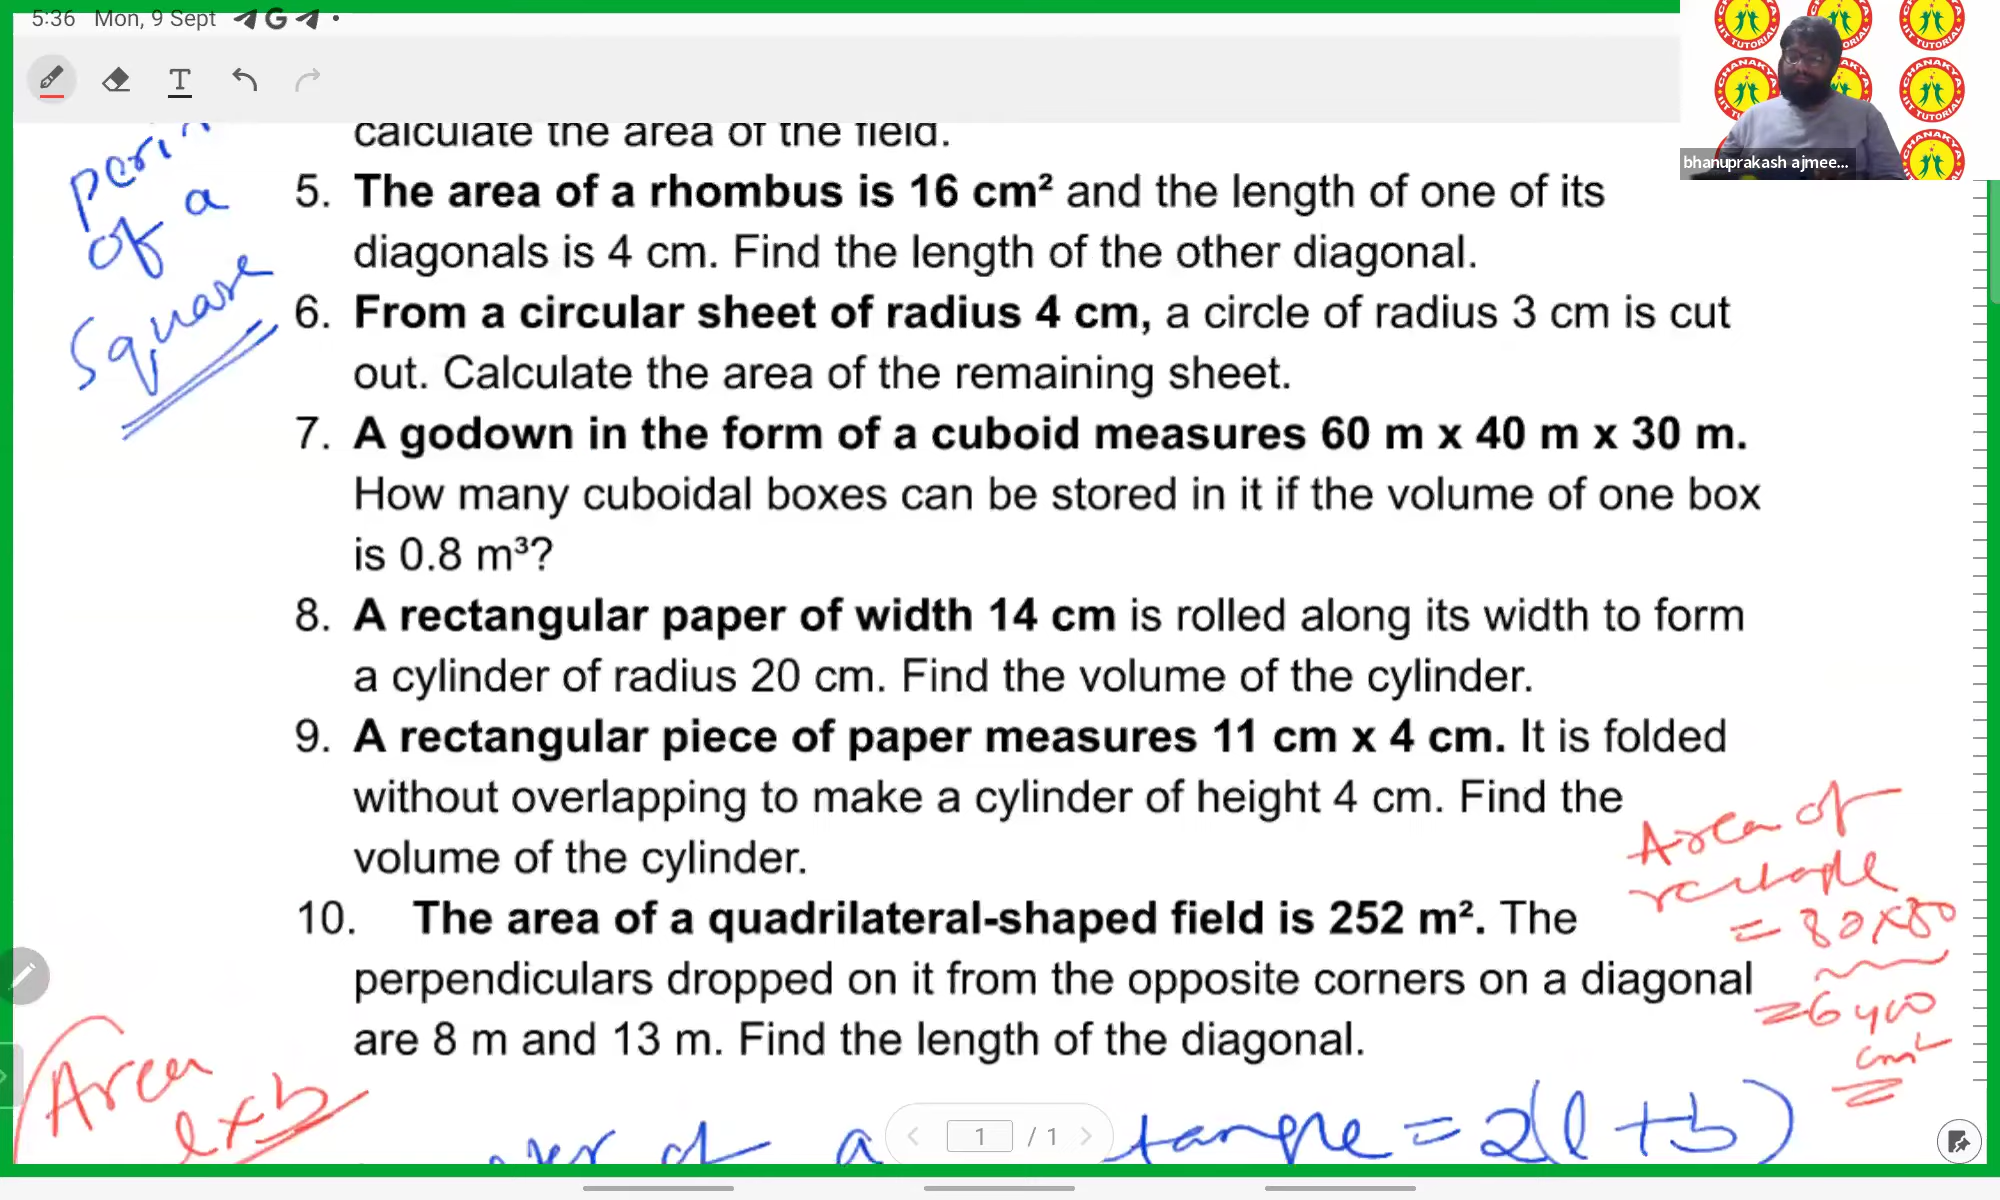 5:36 Mon, 9 Sept
T
CHANAKYA
IIT TUTORIAL
bhanuprakash ajmee...
of a
square
calculate the area of the field.
5. The area of a rhombus is 16 cm² and the length of one of its
diagonals is 4 cm. Find the length of the other diagonal.
6. From a circular sheet of radius 4 cm, a circle of radius 3 cm is cut
out. Calculate the area of the remaining sheet.
7. A godown in the form of a cuboid measures 60 m x 40 m x 30 m.
How many cuboidal boxes can be stored in it if the volume of one box
is 0.8 m³?
8. A rectangular paper of width 14 cm is rolled along its width to form
a cylinder of radius 20 cm. Find the volume of the cylinder.
9. A rectangular piece of paper measures 11 cm x 4 cm. It is folded
without overlapping to make a cylinder of height 4 cm. Find the
volume of the cylinder.
10. The area of a quadrilateral-shaped field is 252 m². The
perpendiculars dropped on it from the opposite corners on a diagonal
are 8 m and 13 m. Find the length of the diagonal.
Area of
= 80x80
=6400
cm²
Area
lxb
a
tangle = 2(l+b)
1 / 1